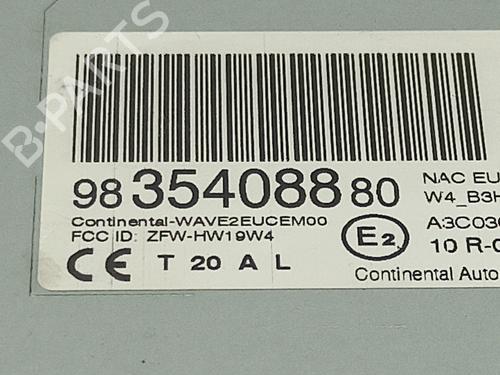 B-PARTS
98 354088 80
NAC EU
W4_B3H
Continental-WAVE2EUCEM00
FCC ID: ZFW-HW19W4
E2
A3C030
10 R-0
CE T 20 A L
Continental Auto